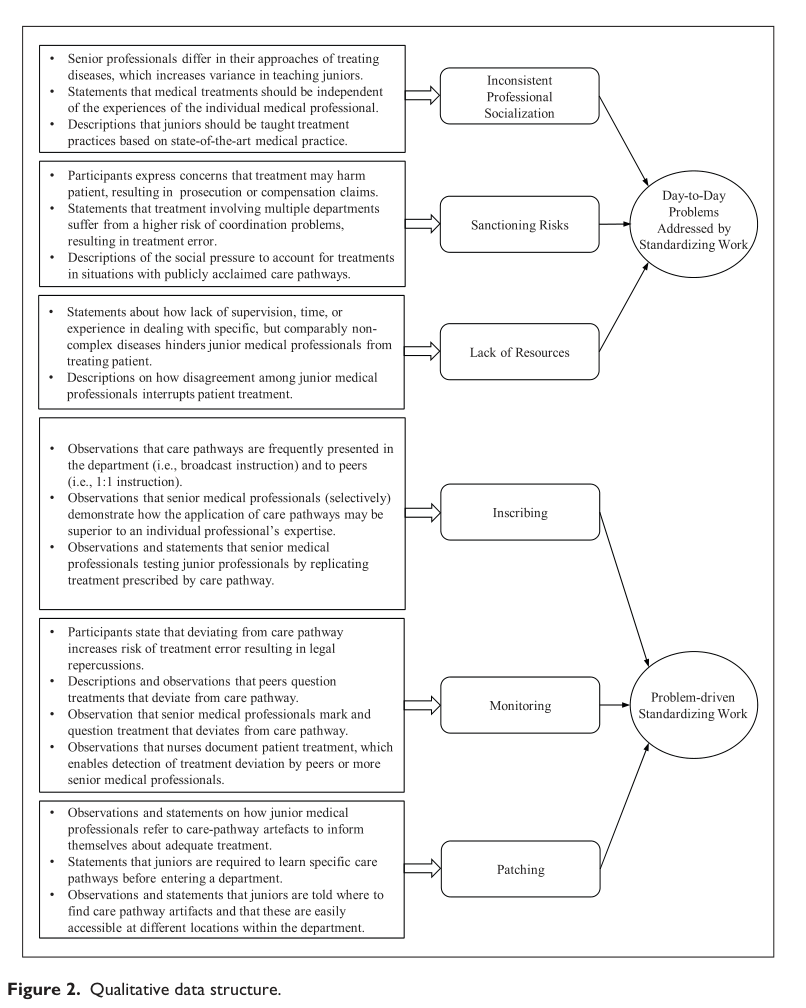 • Senior professionals differ in their approaches of treating
diseases, which increases variance in teaching juniors.
• Statements that medical treatments should be independent
of the experiences of the individual medical professional.
• Descriptions that juniors should be taught treatment
practices based on state-of-the-art medical practice.
Inconsistent
Professional
Socialization
• Participants express concerns that treatment may harm
patient, resulting in prosecution or compensation claims.
• Statements that treatment involving multiple departments
suffer from a higher risk of coordination problems,
resulting in treatment error.
• Descriptions of the social pressure to account for treatments
in situations with publicly acclaimed care pathways.
Sanctioning Risks
Day-to-Day
Problems
Addressed by
Standardizing Work
• Statements about how lack of supervision, time, or
experience in dealing with specific, but comparably non-
complex diseases hinders junior medical professionals from
treating patient.
• Descriptions on how disagreement among junior medical
professionals interrupts patient treatment.
Lack of Resources
• Observations that care pathways are frequently presented in
the department (i.e., broadcast instruction) and to peers
(i.e., 1:1 instruction).
• Observations that senior medical professionals (selectively)
demonstrate how the application of care pathways may be
superior to an individual professional's expertise.
• Observations and statements that senior medical
professionals testing junior professionals by replicating
treatment prescribed by care pathway.
Inscribing
• Participants state that deviating from care pathway
increases risk of treatment error resulting in legal
repercussions.
• Descriptions and observations that peers question
treatments that deviate from care pathway.
• Observation that senior medical professionals mark and
question treatment that deviates from care pathway.
• Observations that nurses document patient treatment, which
enables detection of treatment deviation by peers or more
senior medical professionals.
Monitoring
Problem-driven
Standardizing Work
• Observations and statements on how junior medical
professionals refer to care-pathway artefacts to inform
themselves about adequate treatment.
• Statements that juniors are required to learn specific care
pathways before entering a department.
• Observations and statements that juniors are told where to
find care pathway artifacts and that these are easily
accessible at different locations within the department.
Patching
Figure 2. Qualitative data structure.